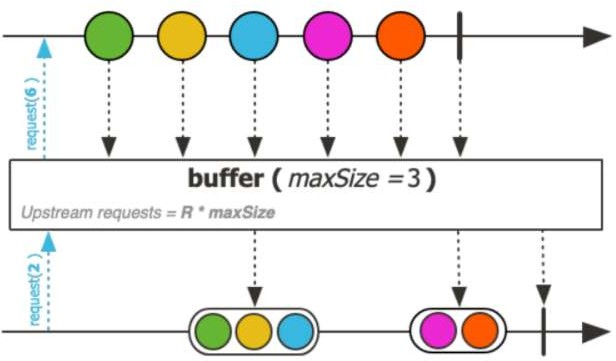 request(6)
buffer ( maxSize = 3 )
Upstream requests = R * maxSize
request(2)